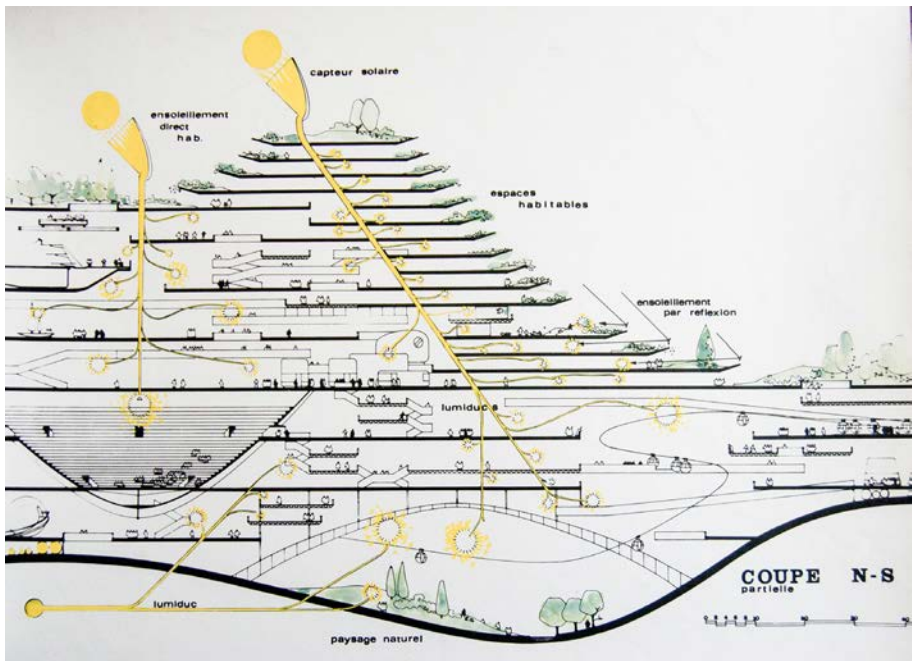 capteur solaire
ensoleillement
direct
hab.
espaces
habitables
ensoleillement
par reflexion
lumiducs
COUPE N-S
partielle
lumiduc
paysage naturel